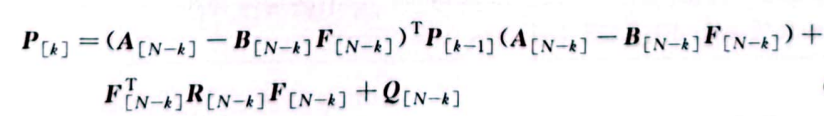 P[k] = (A[N−k] − B[N−k]F[N−k])ᵀP[k−1](A[N−k] − B[N−k]F[N−k]) +
Fᵀ[N−k]R[N−k]F[N−k] + Q[N−k]